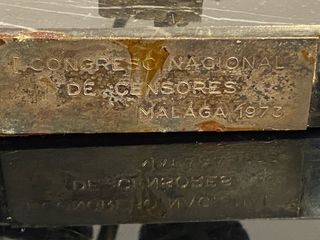 I CONGRESO NACIONAL
DE CENSORES
MALAGA 1973